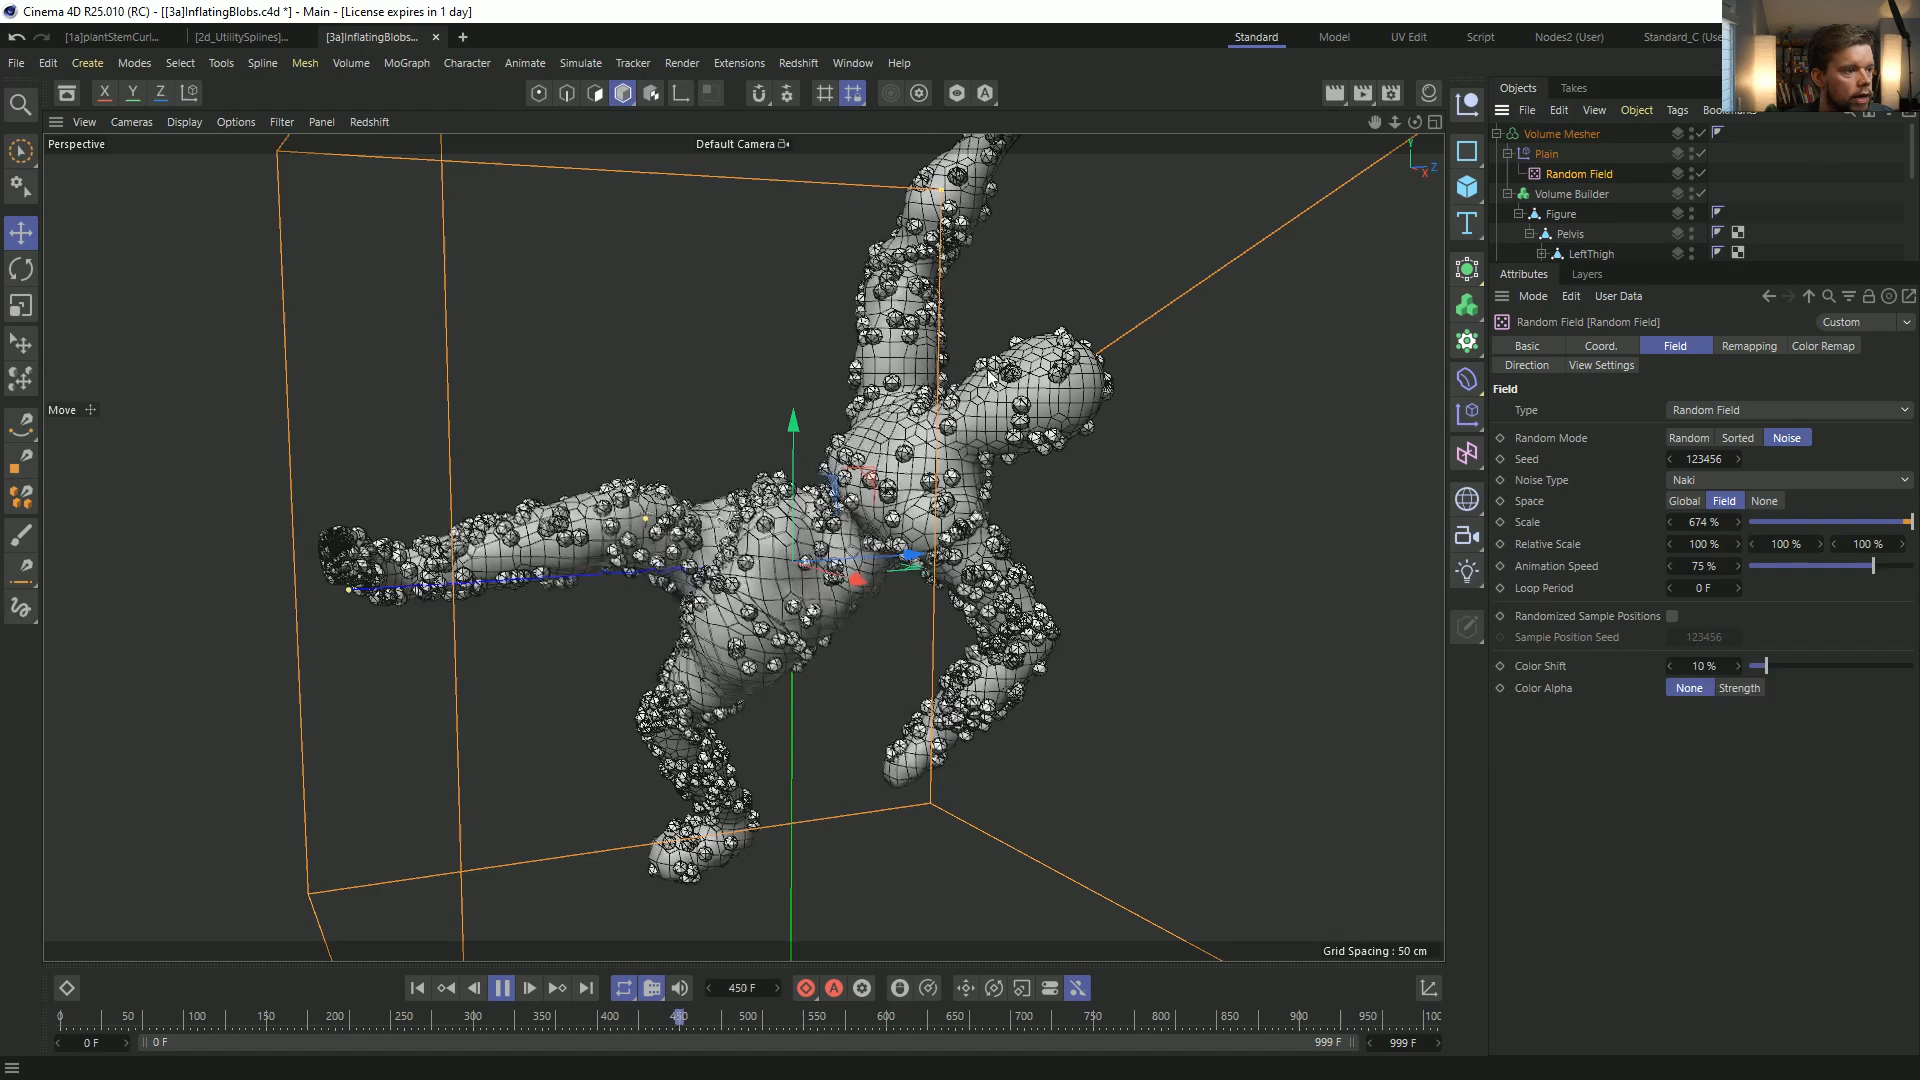 Cinema 4D R25.010 (RC) - [[3a]InflatingBlobs.c4d *] - Main - [License expires in 1 day]
[1a]plantStemCurl... [2d_UtilitySplines]... [3a]InflatingBlobs... × + Standard Model UV Edit Script Nodes2 (User) Standard_C (Use
File Edit Create Modes Select Tools Spline Mesh Volume MoGraph Character Animate Simulate Tracker Render Extensions Redshift Window Help
X Y Z
Objects Takes
File Edit View Object Tags
View Cameras Display Options Filter Panel Redshift
Perspective Default Camera
Grid Spacing : 50 cm
Move
Y Z X
Volume Mesher
Plain
Random Field
Volume Builder
Figure
Pelvis
LeftThigh
Attributes Layers
Mode Edit User Data
Random Field [Random Field] Custom
Basic Coord. Field Remapping Color Remap
Direction View Settings
Field
Type Random Field
Random Mode Random Sorted Noise
Seed 123456
Noise Type Naki
Space Global Field None
Scale 674 %
Relative Scale 100 % 100 % 100 %
Animation Speed 75 %
Loop Period 0 F
Randomized Sample Positions
Sample Position Seed 123456
Color Shift 10 %
Color Alpha None Strength
450 F
0 50 100 150 200 250 300 350 400 450 500 550 600 650 700 750 800 850 900 950 100
0 F 0 F 999 F 999 F